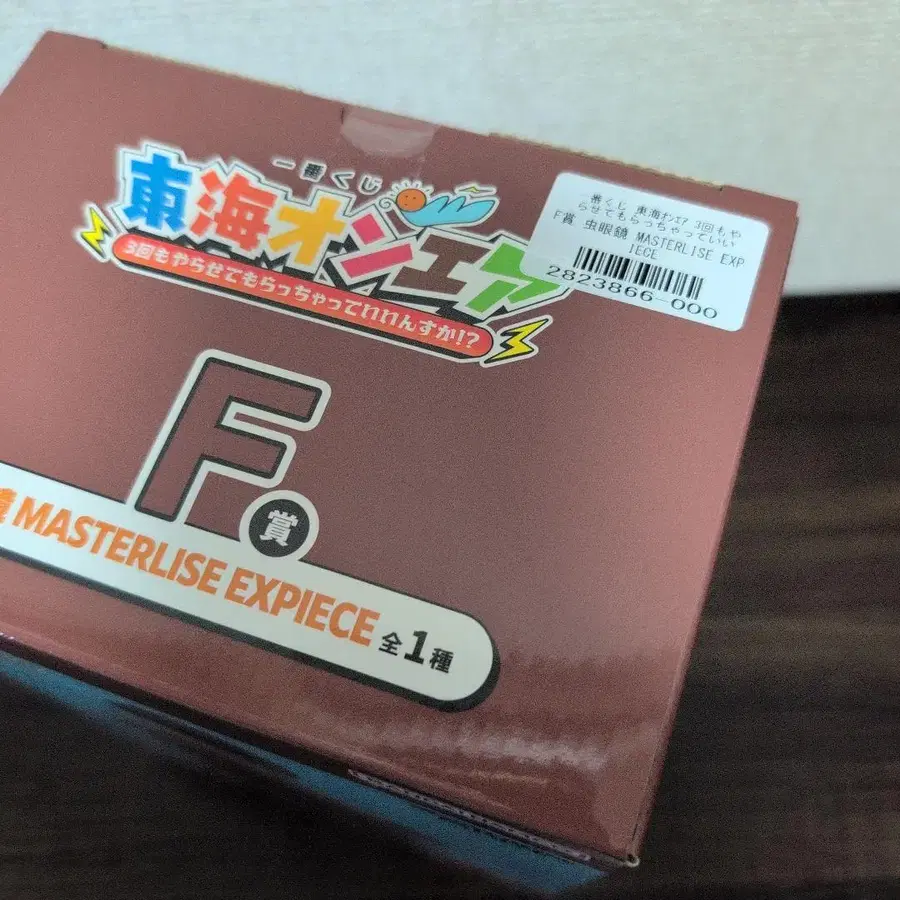 一番くじ
東海オンエア
3回もやらせてもらっちゃっていいんすか!?
F賞
鏡 MASTERLISE EXPIECE 全1種
一番くじ 東海ｵﾝｴｱ 3回もや
らせてもらっちゃっていい
F賞 虫眼鏡 MASTERLISE EXP
IECE
2823866-000